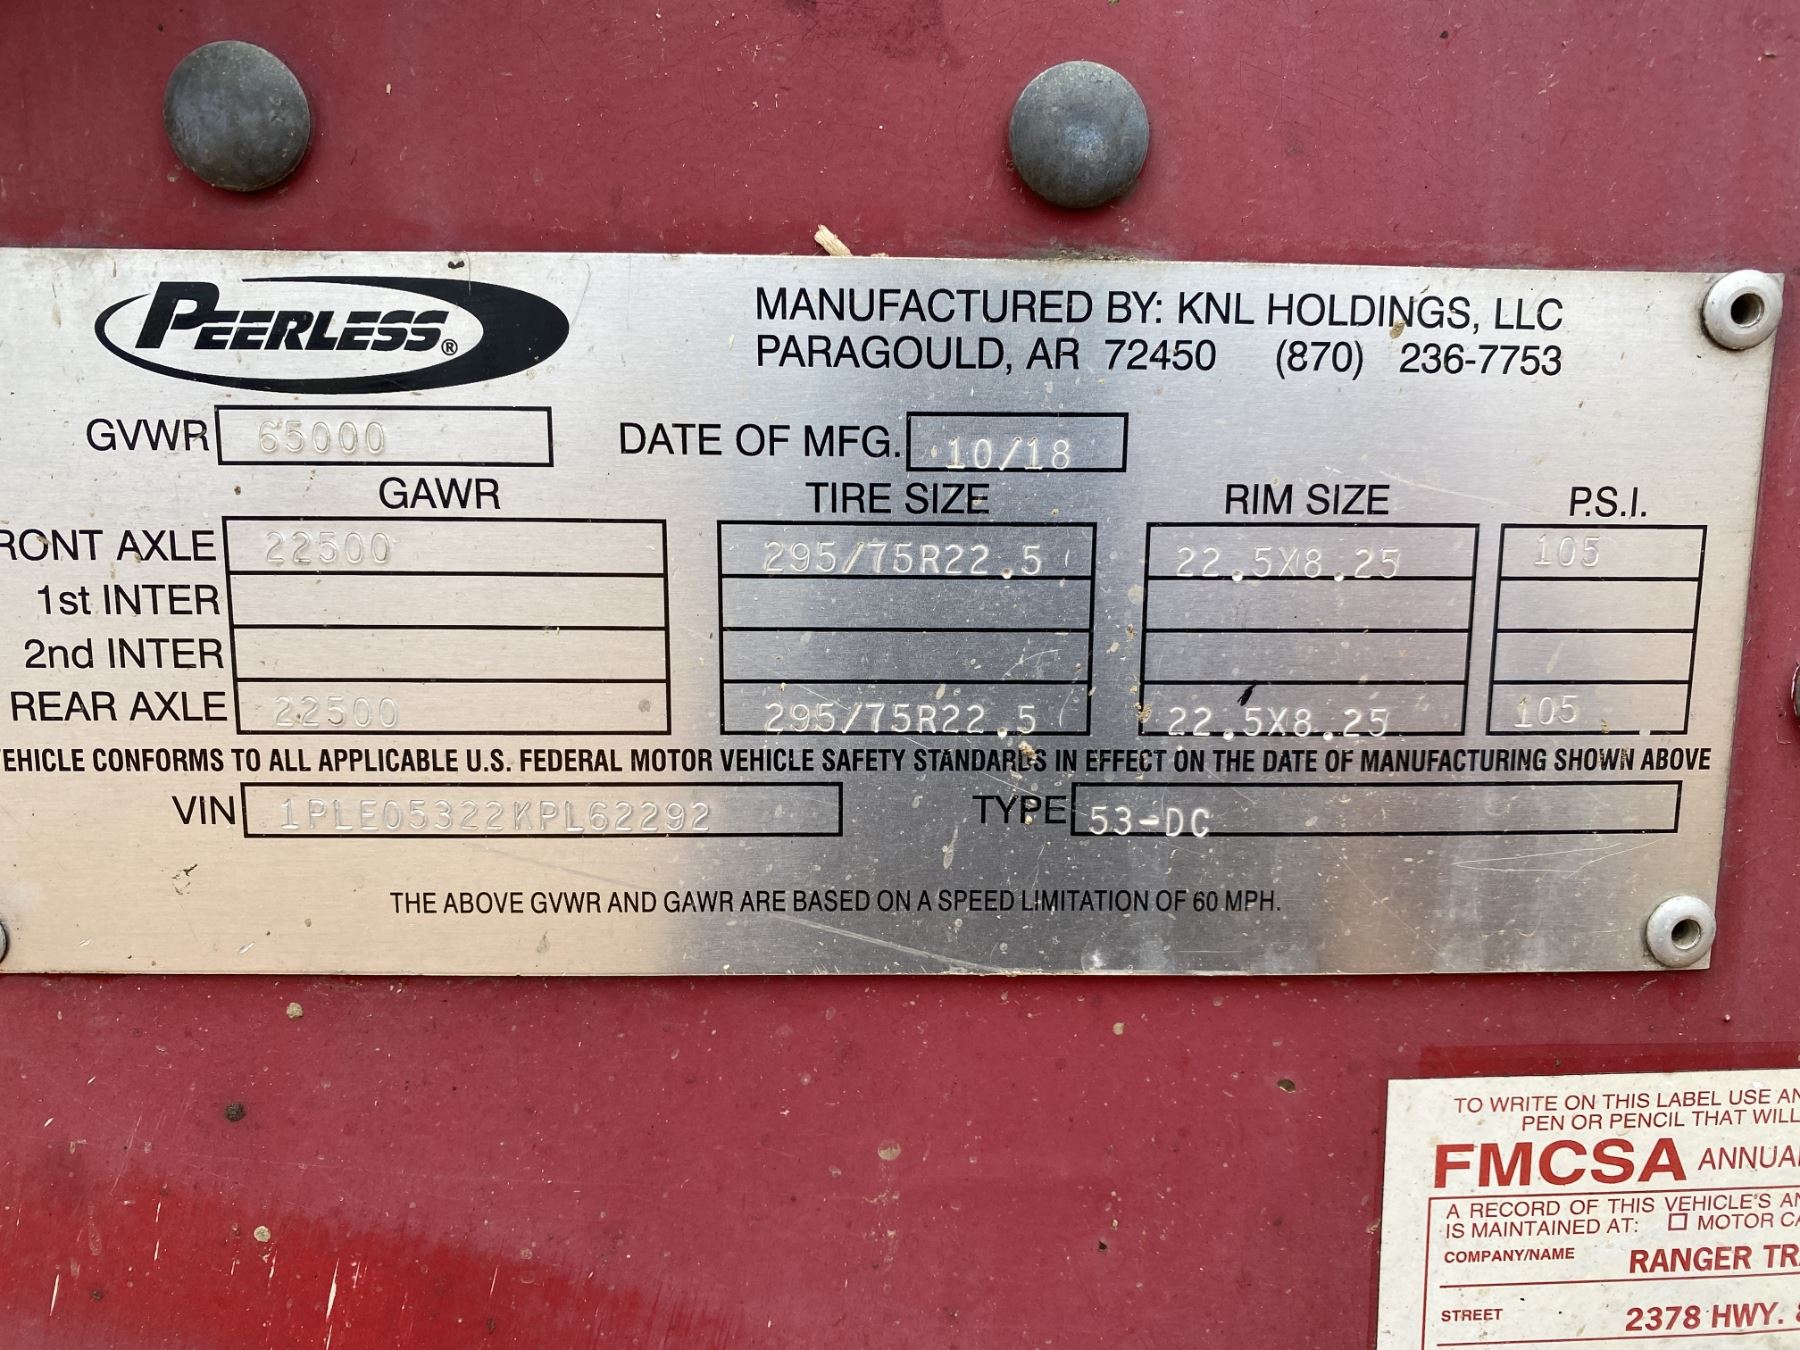 PEERLESS®
MANUFACTURED BY: KNL HOLDINGS, LLC
PARAGOULD, AR 72450 (870) 236-7753
GVWR 65000 DATE OF MFG. 10/18
GAWR TIRE SIZE RIM SIZE P.S.I.
RONT AXLE 22500 295/75R22.5 22.5X8.25 105
1st INTER
2nd INTER
REAR AXLE 22500 295/75R22.5 22.5X8.25 105
EHICLE CONFORMS TO ALL APPLICABLE U.S. FEDERAL MOTOR VEHICLE SAFETY STANDARDS IN EFFECT ON THE DATE OF MANUFACTURING SHOWN ABOVE
VIN 1PLE05322KPL62292 TYPE 53-DC
THE ABOVE GVWR AND GAWR ARE BASED ON A SPEED LIMITATION OF 60 MPH.
TO WRITE ON THIS LABEL USE AN
PEN OR PENCIL THAT WILL
FMCSA ANNUA
A RECORD OF THIS VEHICLE'S AN
IS MAINTAINED AT: ☐ MOTOR CA
COMPANY/NAME RANGER TRA
STREET 2378 HWY.